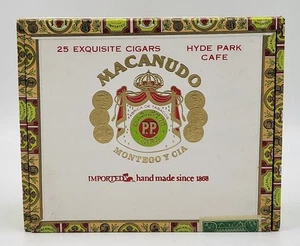 25 EXQUISITE CIGARS HYDE PARK
CAFE
MACANUDO
P.P.
MONTEGO Y CIA
IMPORTED hand made since 1868